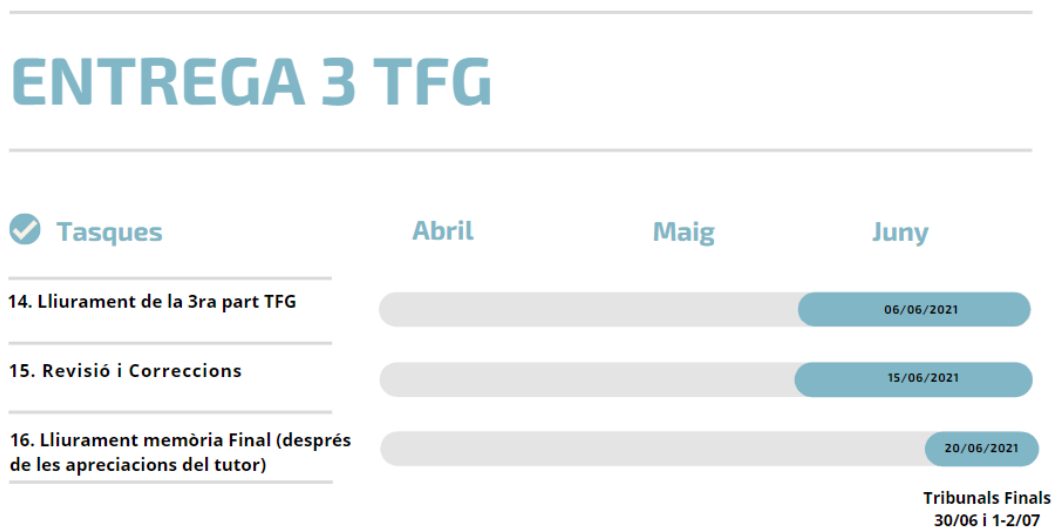 ENTREGA 3 TFG
Tasques Abril Maig Juny
14. Lliurament de la 3ra part TFG 06/06/2021
15. Revisió i Correccions 15/06/2021
16. Lliurament memòria Final (després
de les apreciacions del tutor) 20/06/2021
Tribunals Finals
30/06 i 1-2/07